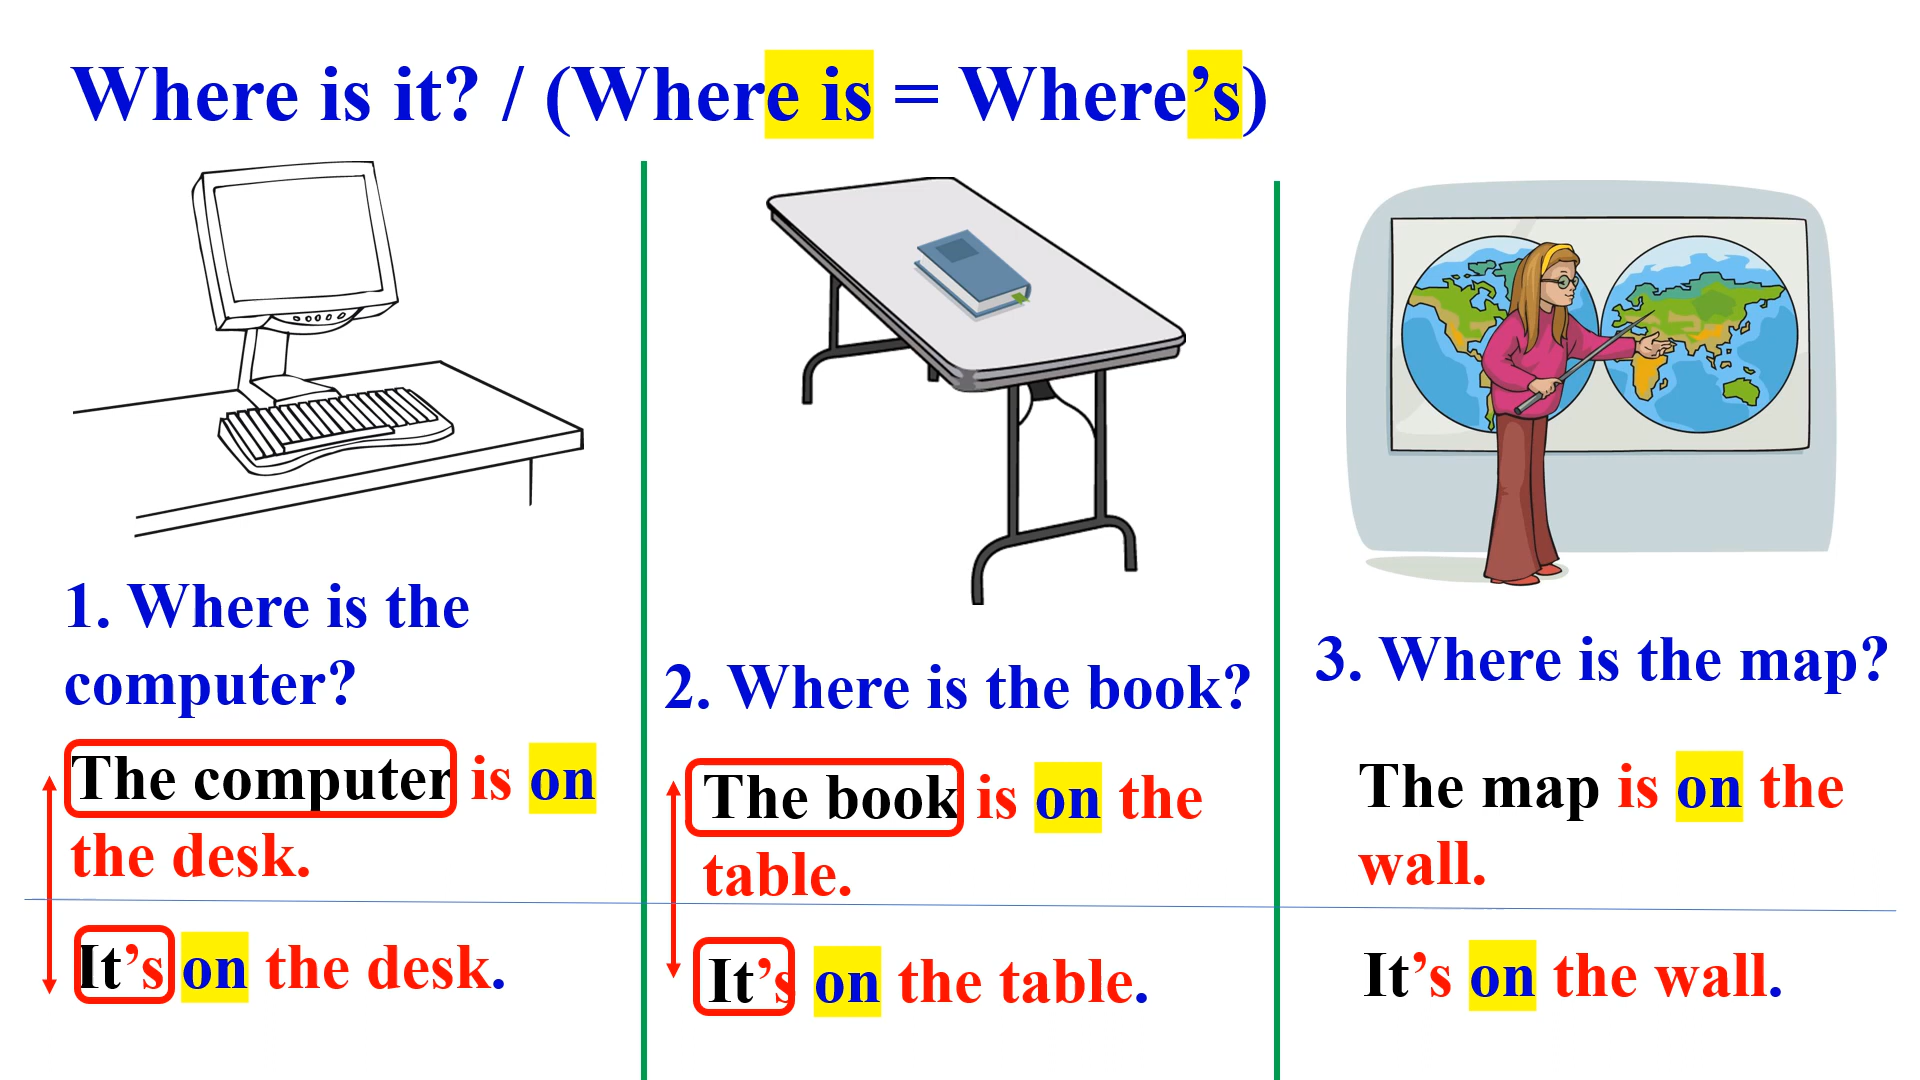 Where is it? / (Where is = Where’s)
1. Where is the
computer?
The computer is on
the desk.
It’s on the desk.
2. Where is the book?
The book is on the
table.
It’s on the table.
3. Where is the map?
The map is on the
wall.
It’s on the wall.